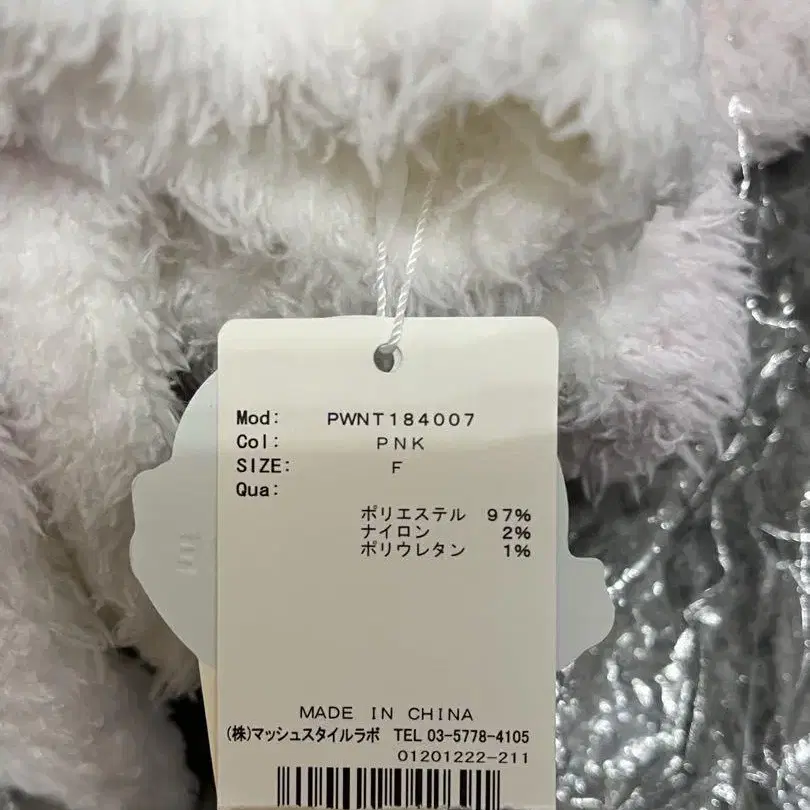 Mod: PWNT184007
Col: PNK
SIZE: F
Qua:
ポリエステル 97%
ナイロン 2%
ポリウレタン 1%
MADE IN CHINA
(株)マッシュスタイルラボ TEL 03-5778-4105
01201222-211